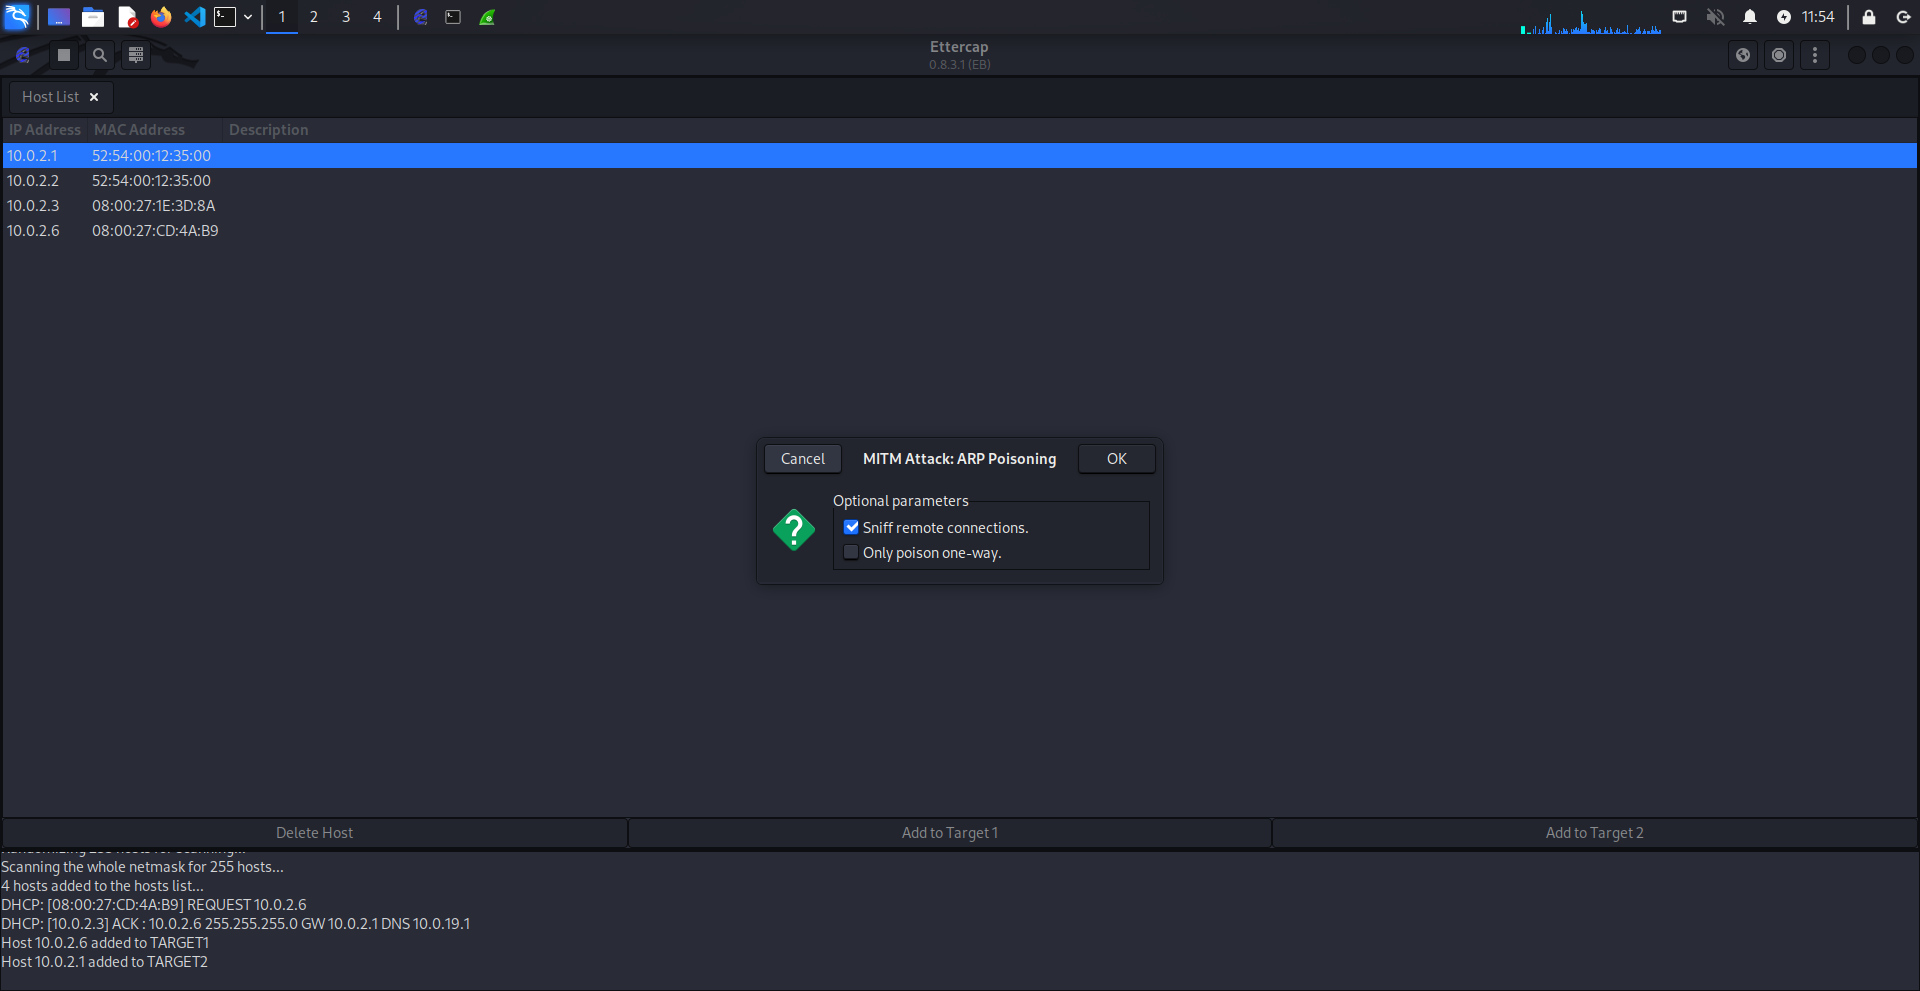 1 2 3 4 11:54
Ettercap
0.8.3.1 (EB)
Host List
IP Address MAC Address Description
10.0.2.1 52:54:00:12:35:00
10.0.2.2 52:54:00:12:35:00
10.0.2.3 08:00:27:1E:3D:8A
10.0.2.6 08:00:27:CD:4A:B9
Cancel MITM Attack: ARP Poisoning OK
Optional parameters
Sniff remote connections.
Only poison one-way.
Delete Host Add to Target 1 Add to Target 2
Randomizing 255 hosts for scanning...
Scanning the whole netmask for 255 hosts...
4 hosts added to the hosts list...
DHCP: [08:00:27:CD:4A:B9] REQUEST 10.0.2.6
DHCP: [10.0.2.3] ACK : 10.0.2.6 255.255.255.0 GW 10.0.2.1 DNS 10.0.19.1
Host 10.0.2.6 added to TARGET1
Host 10.0.2.1 added to TARGET2